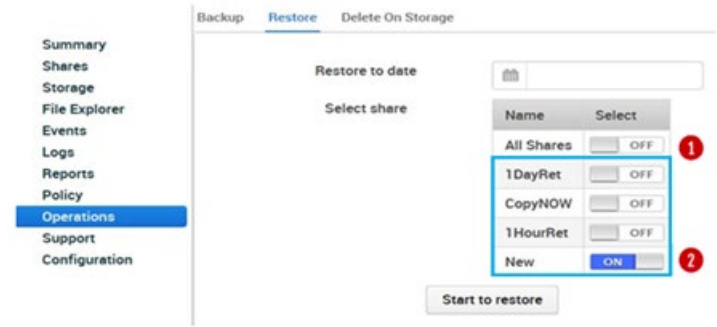 Backup Restore Delete On Storage
Summary
Shares
Storage
File Explorer
Events
Logs
Reports
Policy
Operations
Support
Configuration
Restore to date
Select share
Name Select
All Shares OFF 1
1DayRet OFF
CopyNOW OFF
1HourRet OFF
New ON 2
Start to restore